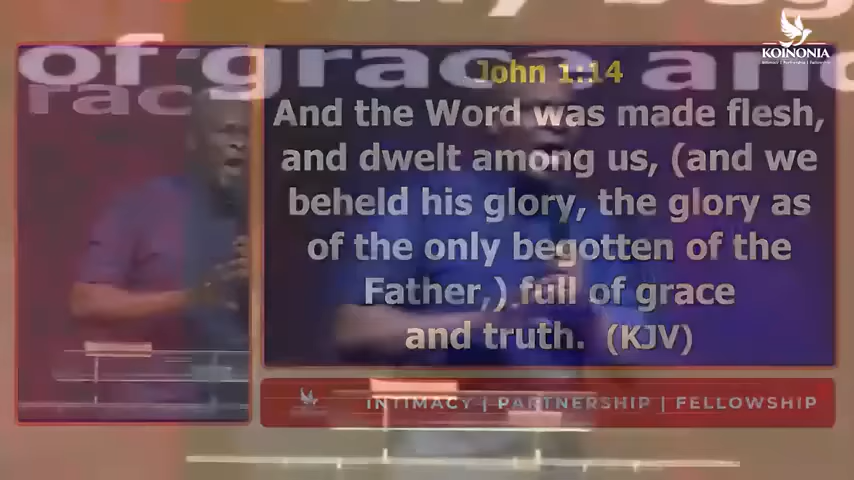 KOINONIA
of grace and
John 1:14
And the Word was made flesh,
and dwelt among us, (and we
beheld his glory, the glory as
of the only begotten of the
Father,) full of grace
and truth. (KJV)
INTIMACY | PARTNERSHIP | FELLOWSHIP